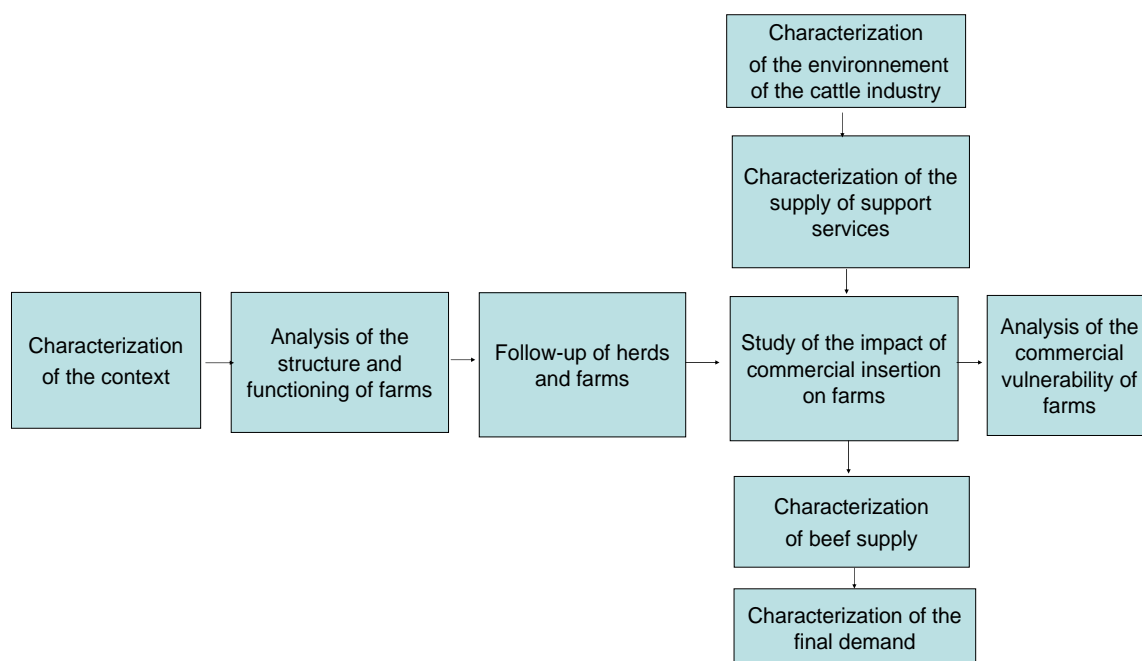 Characterization
of the environnement
of the cattle industry
Characterization of the
supply of support
services
Characterization
of the context
Analysis of the
structure and
functioning of farms
Follow-up of herds
and farms
Study of the impact of
commercial insertion
on farms
Analysis of the
commercial
vulnerability of
farms
Characterization
of beef supply
Characterization of the
final demand